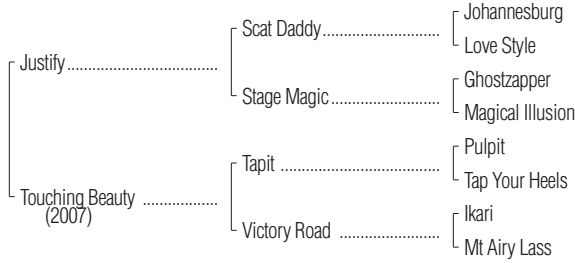 Johannesburg
Scat Daddy
Love Style
Justify
Ghostzapper
Stage Magic
Magical Illusion
Pulpit
Tapit
Tap Your Heels
Touching Beauty
(2007)
Ikari
Victory Road
Mt Airy Lass